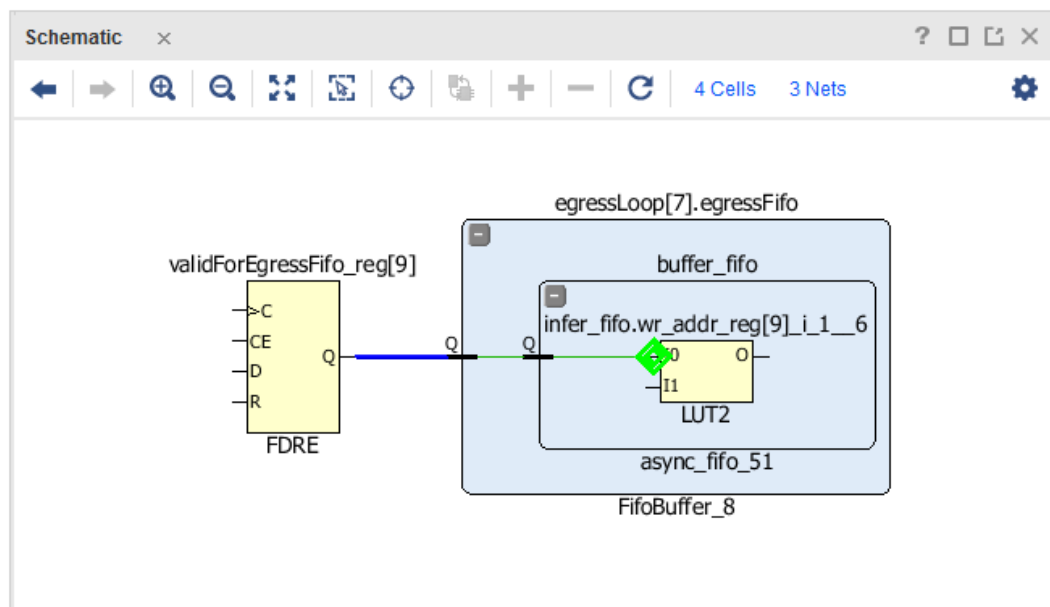 Schematic
4 Cells 3 Nets
egressLoop[7].egressFifo
validForEgressFifo_reg[9]
buffer_fifo
C
CE
D
R
Q
FDRE
Q
Q
infer_fifo.wr_addr_reg[9]_i_1__6
O
I1
LUT2
async_fifo_51
FifoBuffer_8